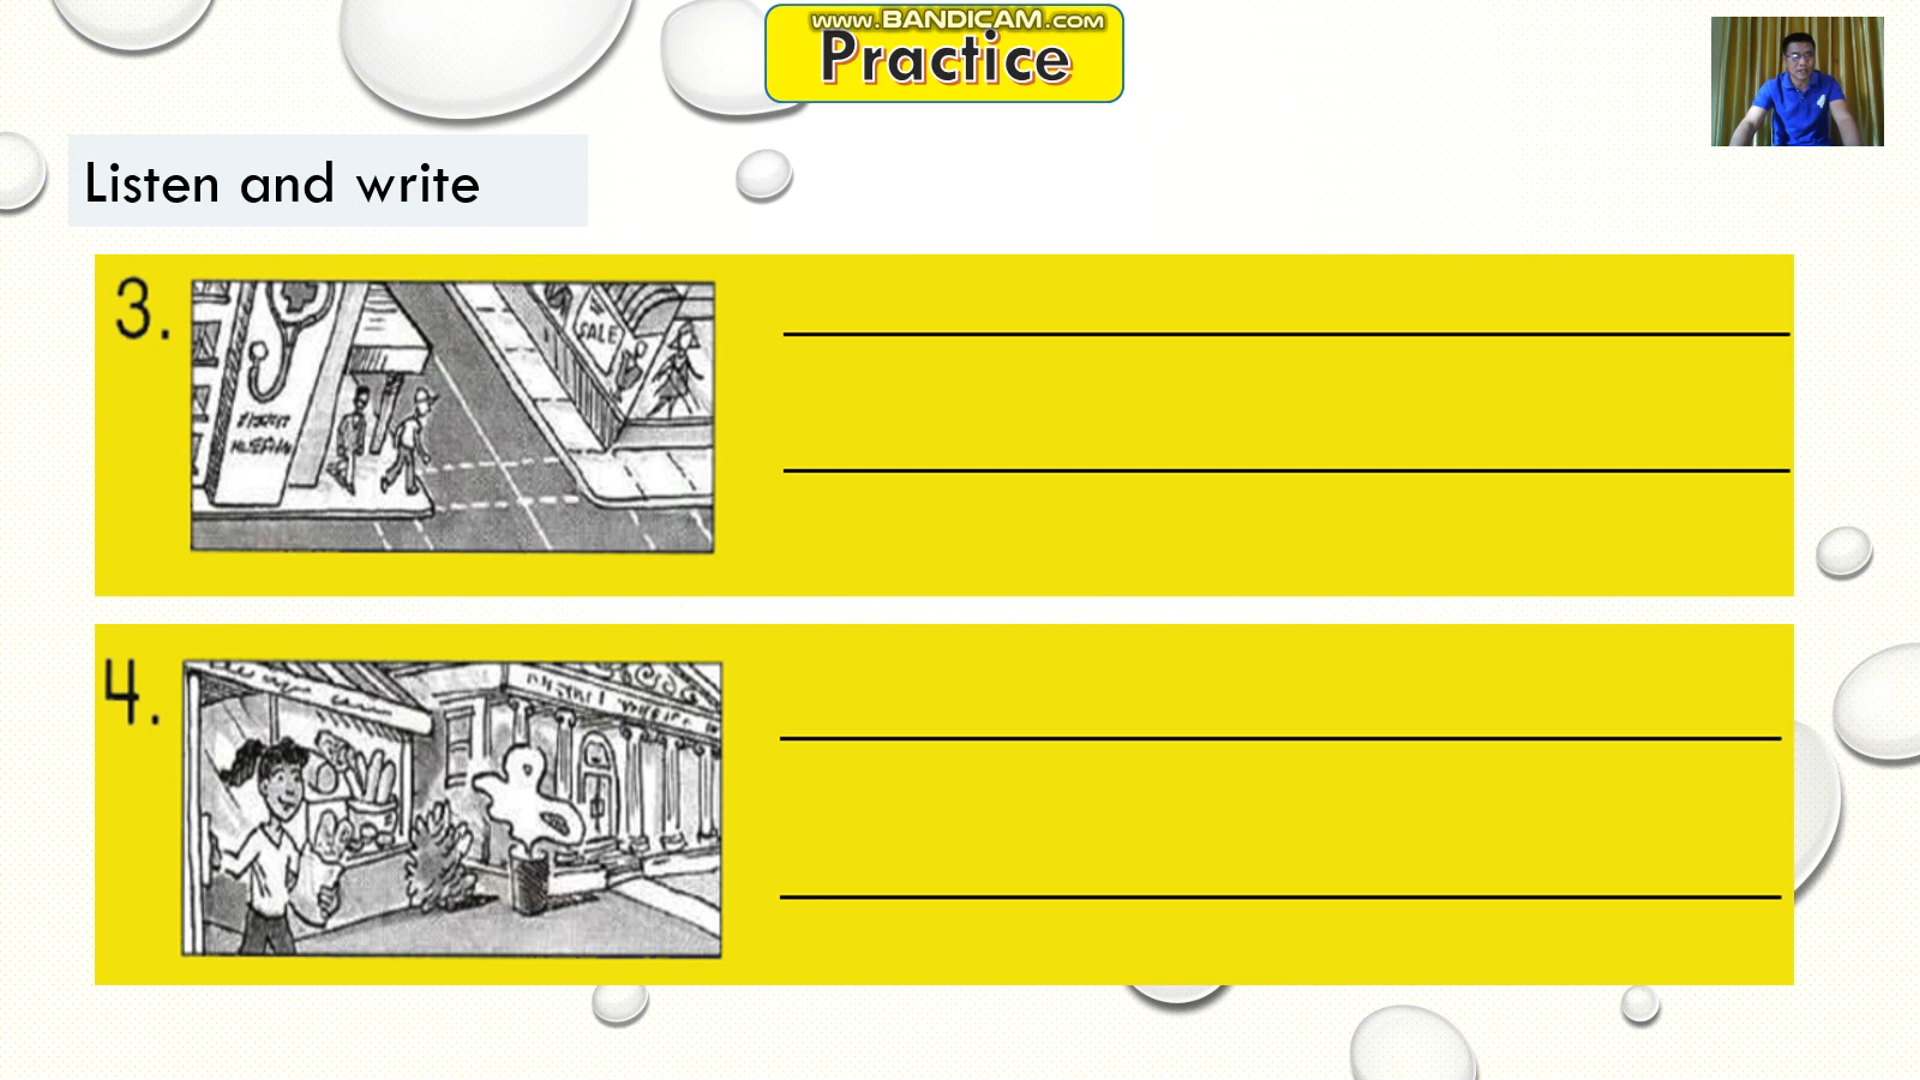 www.BANDICAM.com
Practice
Listen and write
3.
SALE
4.